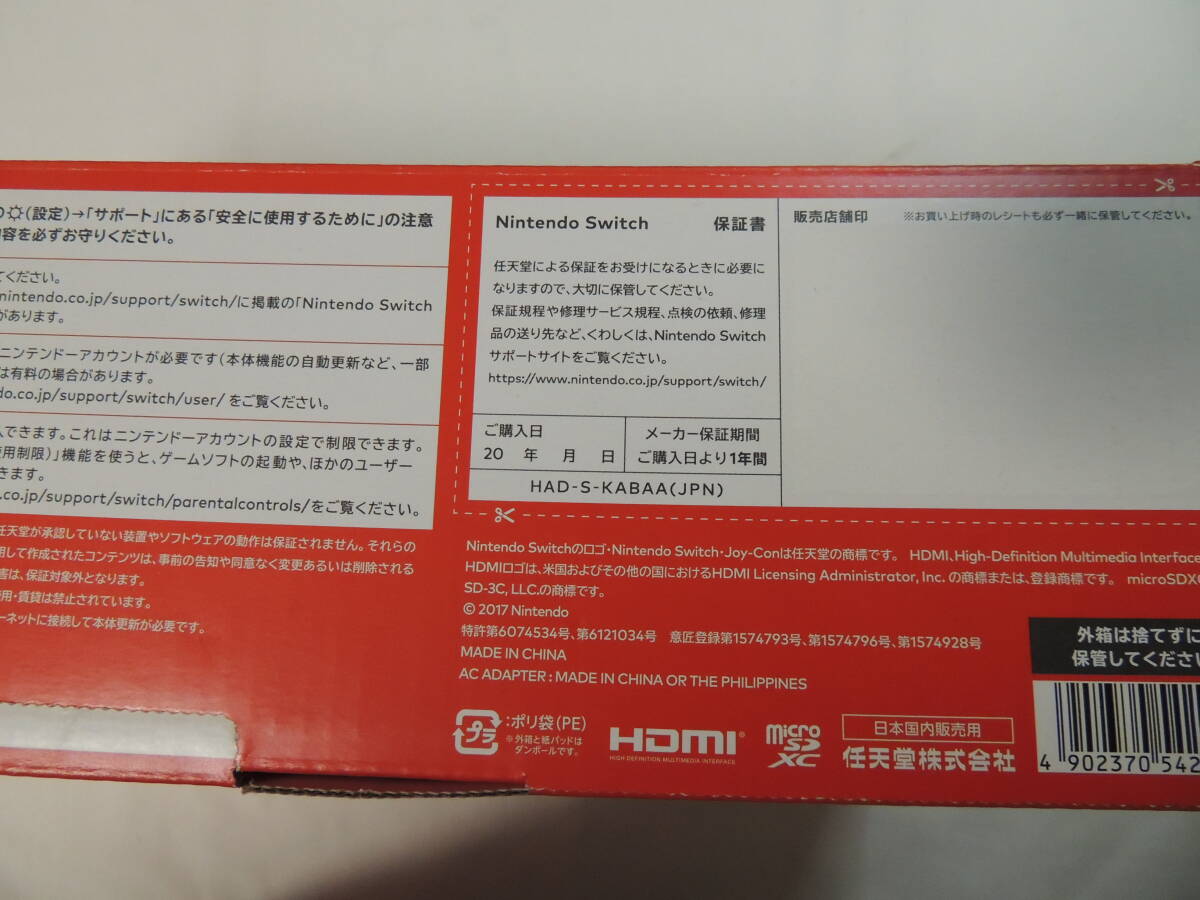 の(設定)→「サポート」にある「安全に使用するために」の注意
内容を必ずお守りください。
てください。
nintendo.co.jp/support/switch/に掲載の「Nintendo Switch
があります。
ニンテンドーアカウントが必要です(本体機能の自動更新など、一部
は有料の場合があります。
do.co.jp/support/switch/user/ をご覧ください。
できます。これはニンテンドーアカウントの設定で制限できます。
使用制限)」機能を使うと、ゲームソフトの起動や、ほかのユーザー
きます。
.co.jp/support/switch/parentalcontrols/をご覧ください。
任天堂が承認していない装置やソフトウェアの動作は保証されません。それらの
用して作成されたコンテンツは、事前の告知や同意なく変更あるいは削除される
害は、保証対象外となります。
使用・賃貸は禁止されています。
ーネットに接続して本体更新が必要です。
Nintendo Switch 保証書
任天堂による保証をお受けになるときに必要に
なりますので、大切に保管してください。
保証規程や修理サービス規程、点検の依頼、修理
品の送り先など、くわしくは、Nintendo Switch
サポートサイトをご覧ください。
https://www.nintendo.co.jp/support/switch/
ご購入日
20 年 月 日
メーカー保証期間
ご購入日より1年間
HAD-S-KABAA(JPN)
販売店舗印 ※お買い上げ時のレシートも必ず一緒に保管してください。
Nintendo Switchのロゴ・Nintendo Switch・Joy-Conは任天堂の商標です。 HDMI、High-Definition Multimedia Interface
HDMIロゴは、米国およびその他の国におけるHDMI Licensing Administrator, Inc. の商標または、登録商標です。 microSDXC
SD-3C, LLC.の商標です。
© 2017 Nintendo
特許第6074534号、第6121034号 意匠登録第1574793号、第1574796号、第1574928号
MADE IN CHINA
AC ADAPTER : MADE IN CHINA OR THE PHILIPPINES
プラ
:ポリ袋(PE)
※外箱と紙パッドは
ダンボールです。
HDMI
HIGH DEFINITION MULTIMEDIA INTERFACE
micro
SD
XC
日本国内販売用
任天堂株式会社
外箱は捨てずに
保管してください
4 902370 542